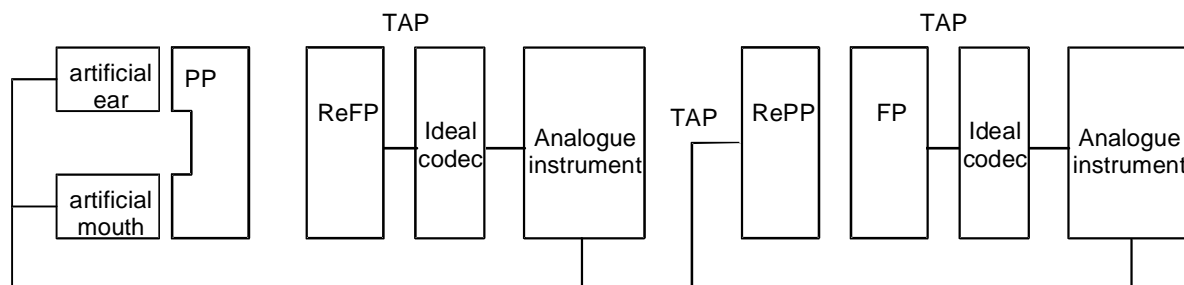 TAP
TAP
artificial
ear
PP
ReFP
Ideal
codec
Analogue
instrument
TAP
RePP
FP
Ideal
codec
Analogue
instrument
artificial
mouth